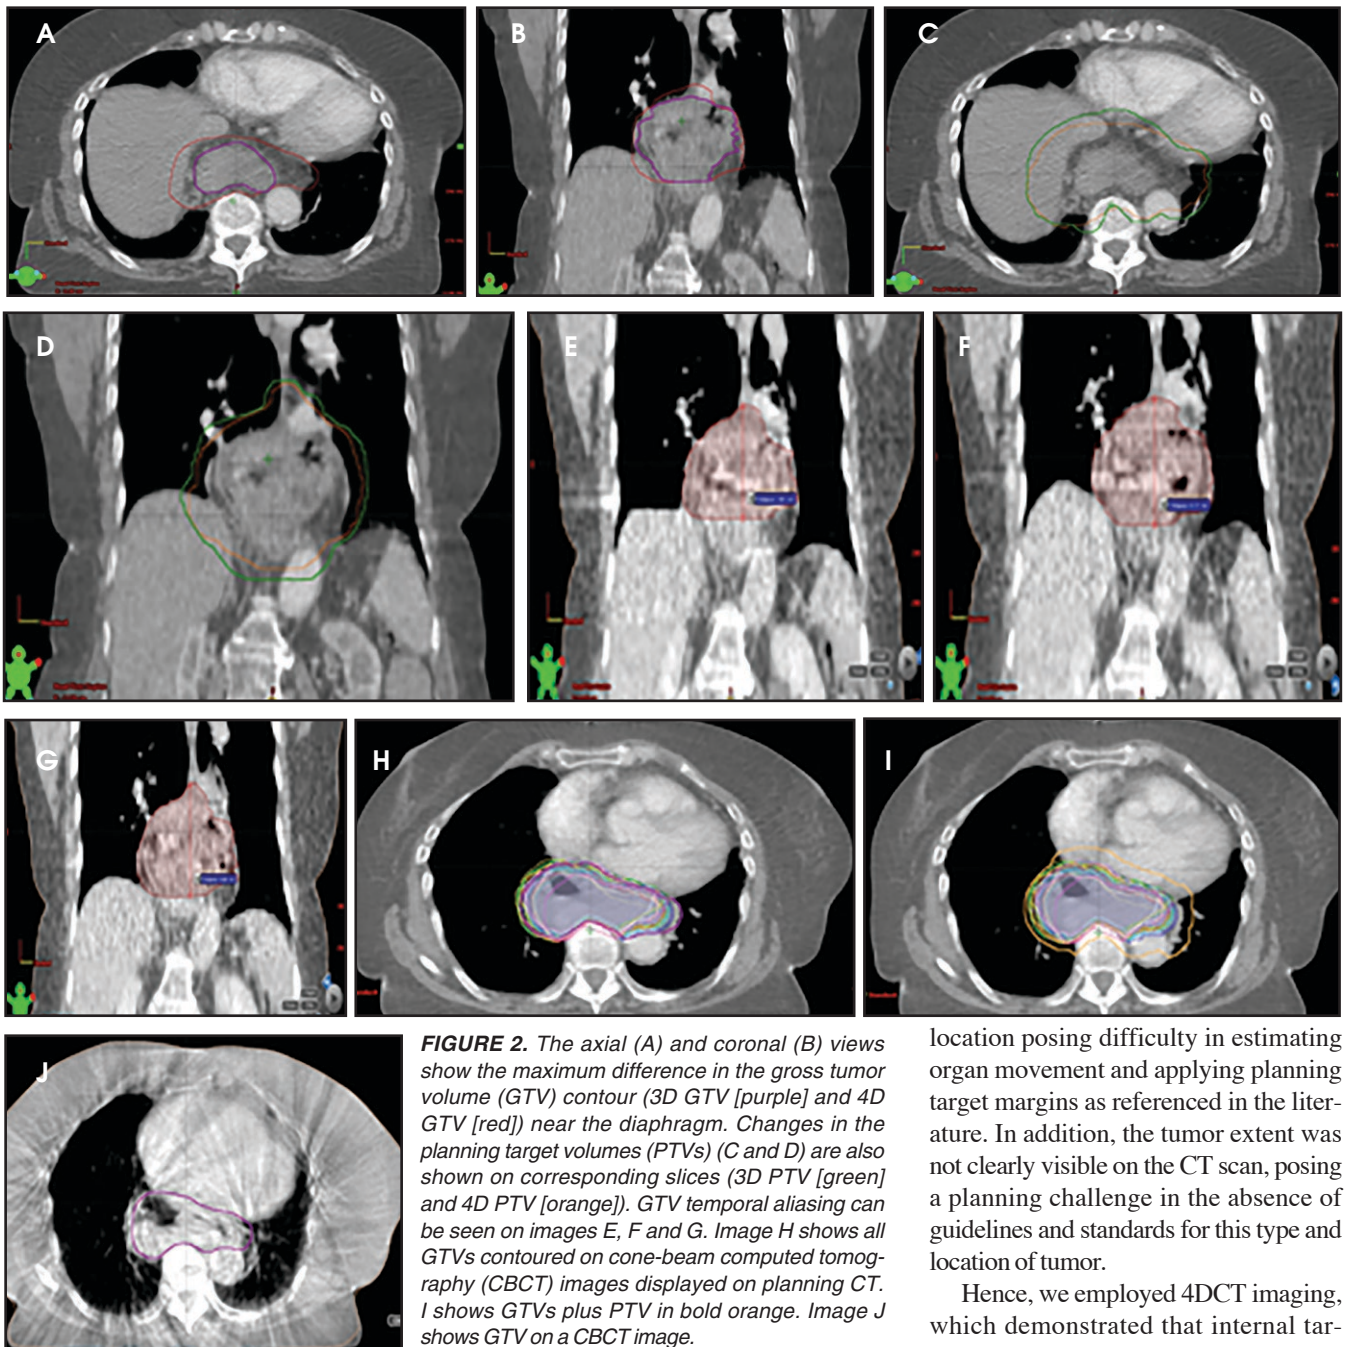 A
B
C
D
E
F
G
H
I
J
FIGURE 2. The axial (A) and coronal (B) views
show the maximum difference in the gross tumor
volume (GTV) contour (3D GTV [purple] and 4D
GTV [red]) near the diaphragm. Changes in the
planning target volumes (PTVs) (C and D) are also
shown on corresponding slices (3D PTV [green]
and 4D PTV [orange]). GTV temporal aliasing can
be seen on images E, F and G. Image H shows all
GTVs contoured on cone-beam computed tomog-
raphy (CBCT) images displayed on planning CT.
I shows GTVs plus PTV in bold orange. Image J
shows GTV on a CBCT image.
location posing difficulty in estimating
organ movement and applying planning
target margins as referenced in the liter-
ature. In addition, the tumor extent was
not clearly visible on the CT scan, posing
a planning challenge in the absence of
guidelines and standards for this type and
location of tumor.
Hence, we employed 4DCT imaging,
which demonstrated that internal tar-